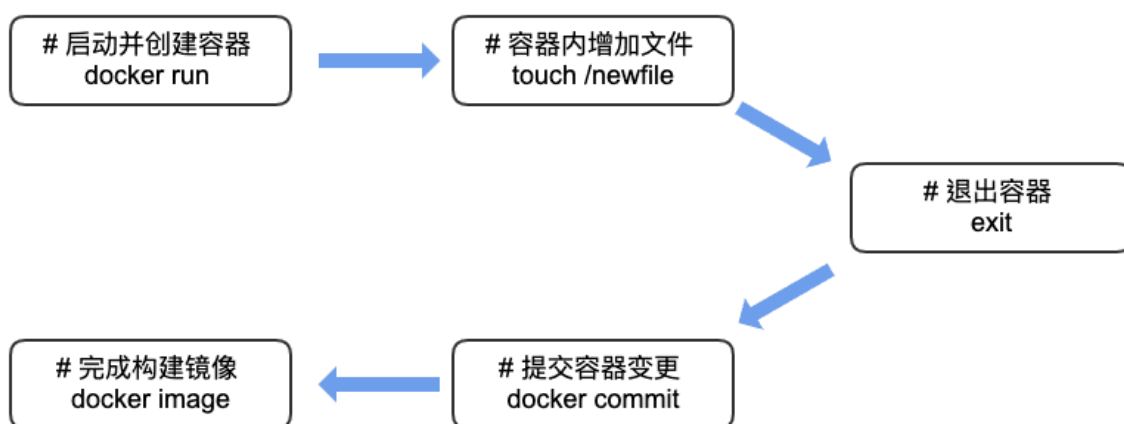 # 启动并创建容器
docker run
# 容器内增加文件
touch /newfile
# 退出容器
exit
# 提交容器变更
docker commit
# 完成构建镜像
docker image